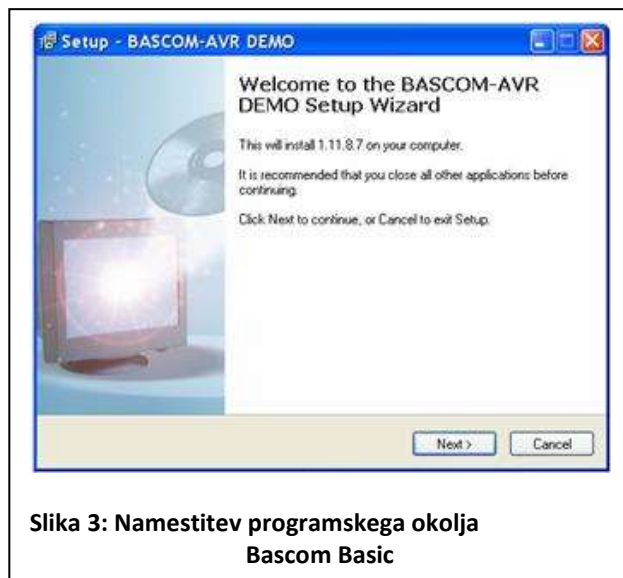 Setup - BASCOM-AVR DEMO
Welcome to the BASCOM-AVR
DEMO Setup Wizard
This will install 1.11.8.7 on your computer.
It is recommended that you close all other applications before
continuing.
Click Next to continue, or Cancel to exit Setup.
Next >
Cancel
Slika 3: Namestitev programskega okolja
Bascom Basic